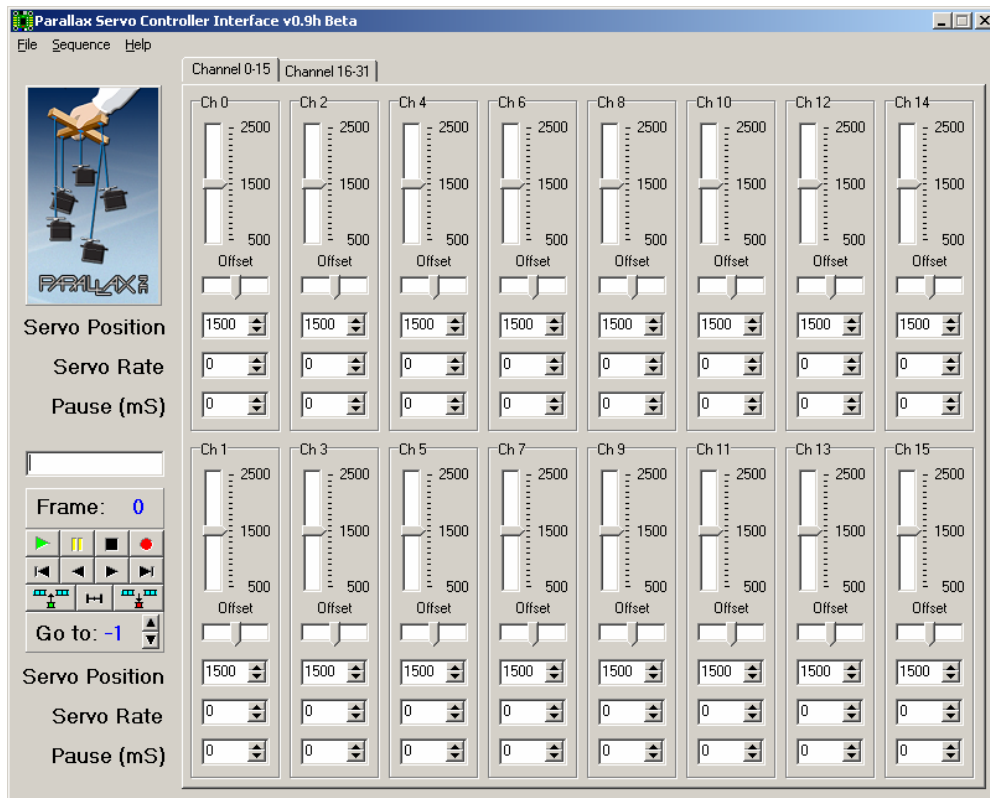 Parallax Servo Controller Interface v0.9h Beta
File Sequence Help
Channel 0-15 Channel 16-31
Ch 0 Ch 2 Ch 4 Ch 6 Ch 8 Ch 10 Ch 12 Ch 14
2500 2500 2500 2500 2500 2500 2500 2500
1500 1500 1500 1500 1500 1500 1500 1500
500 500 500 500 500 500 500 500
Offset Offset Offset Offset Offset Offset Offset Offset
PARALLAX INC
Servo Position 1500 1500 1500 1500 1500 1500 1500 1500
Servo Rate 0 0 0 0 0 0 0 0
Pause (mS) 0 0 0 0 0 0 0 0
Ch 1 Ch 3 Ch 5 Ch 7 Ch 9 Ch 11 Ch 13 Ch 15
2500 2500 2500 2500 2500 2500 2500 2500
Frame: 0
1500 1500 1500 1500 1500 1500 1500 1500
500 500 500 500 500 500 500 500
Offset Offset Offset Offset Offset Offset Offset Offset
Go to: -1
Servo Position 1500 1500 1500 1500 1500 1500 1500 1500
Servo Rate 0 0 0 0 0 0 0 0
Pause (mS) 0 0 0 0 0 0 0 0